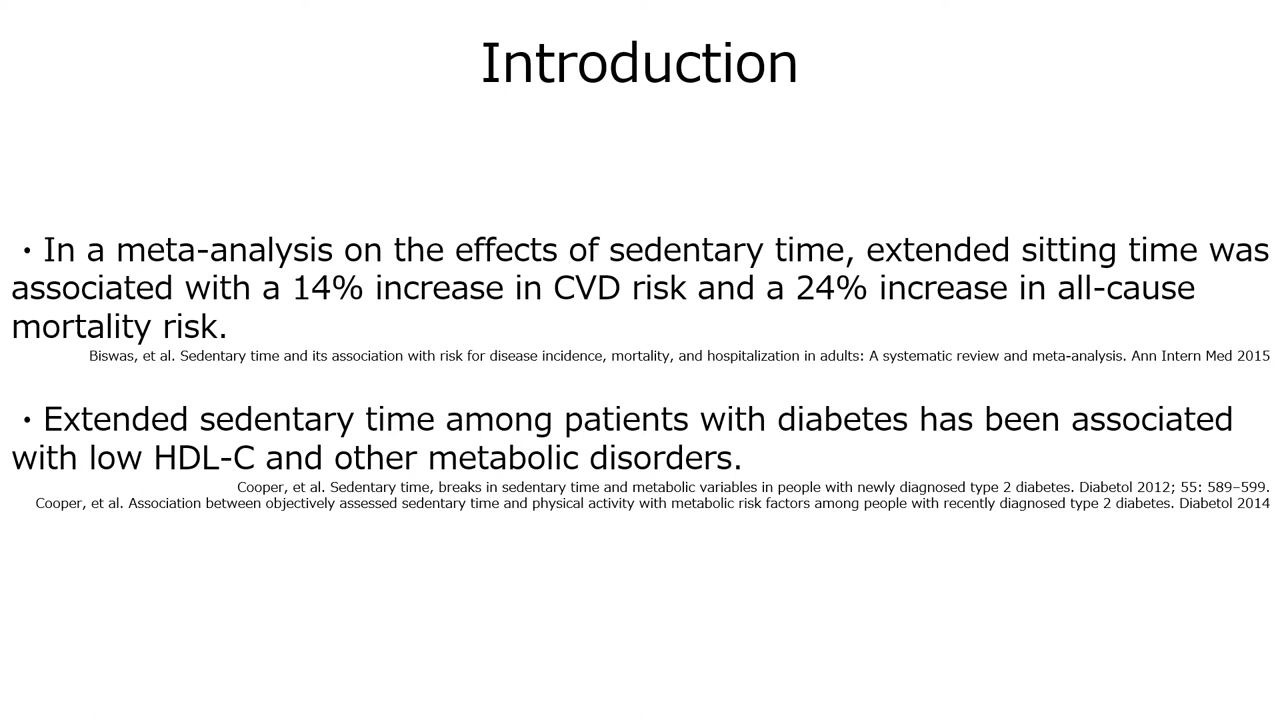 Introduction
・In a meta-analysis on the effects of sedentary time, extended sitting time was
associated with a 14% increase in CVD risk and a 24% increase in all-cause
mortality risk.
Biswas, et al. Sedentary time and its association with risk for disease incidence, mortality, and hospitalization in adults: A systematic review and meta-analysis. Ann Intern Med 2015
・Extended sedentary time among patients with diabetes has been associated
with low HDL-C and other metabolic disorders.
Cooper, et al. Sedentary time, breaks in sedentary time and metabolic variables in people with newly diagnosed type 2 diabetes. Diabetol 2012; 55: 589–599.
Cooper, et al. Association between objectively assessed sedentary time and physical activity with metabolic risk factors among people with recently diagnosed type 2 diabetes. Diabetol 2014